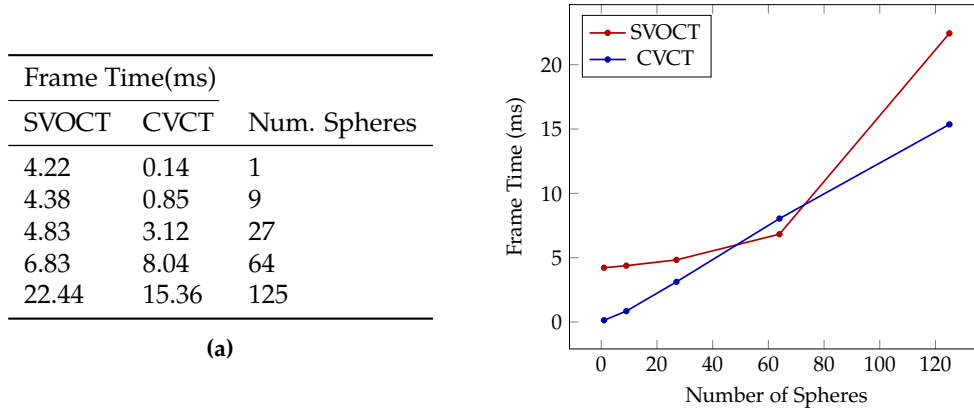 Frame Time(ms)
SVOCT CVCT Num. Spheres
4.22 0.14 1
4.38 0.85 9
4.83 3.12 27
6.83 8.04 64
22.44 15.36 125
(a)
SVOCT
CVCT
20
15
10
5
0
Frame Time (ms)
0 20 40 60 80 100 120
Number of Spheres